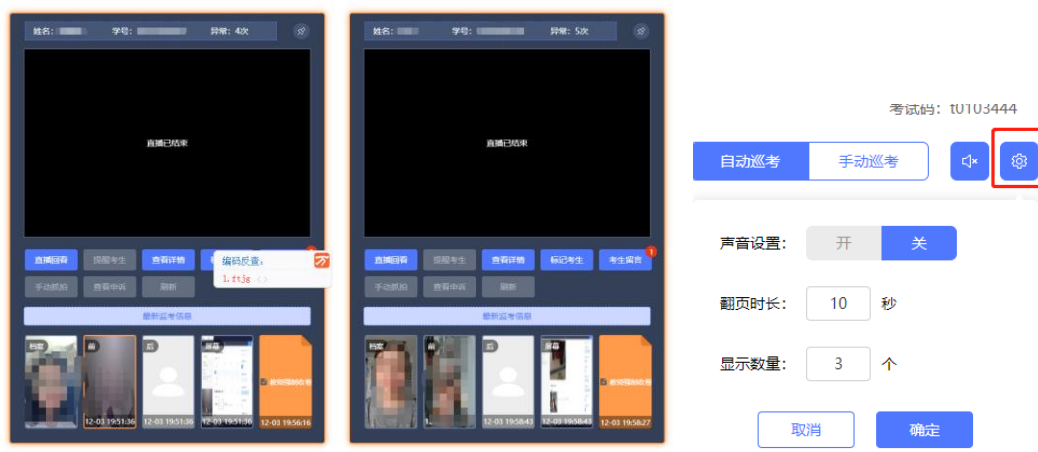 姓名：
学号：
异常：4次
直播已结束
直播回看
提醒考生
查看详情
编码反查：
1.ftjg
手动抓拍
查看申诉
刷新
最新监考信息
档案
前
后
屏幕
被郊强制收卷
12-03 19:51:36
12-03 19:51:36
12-03 19:51:36
12-03 19:56:16
姓名：
学号：
异常：5次
直播已结束
直播回看
提醒考生
查看详情
标记考生
考生留言
手动抓拍
查看申诉
刷新
最新监考信息
档案
前
后
屏幕
12-03 19:58:43
12-03 19:58:43
12-03 19:58:27
考试码：t0103444
自动巡考
手动巡考
声音设置：
开
关
翻页时长：
10
秒
显示数量：
3
个
取消
确定